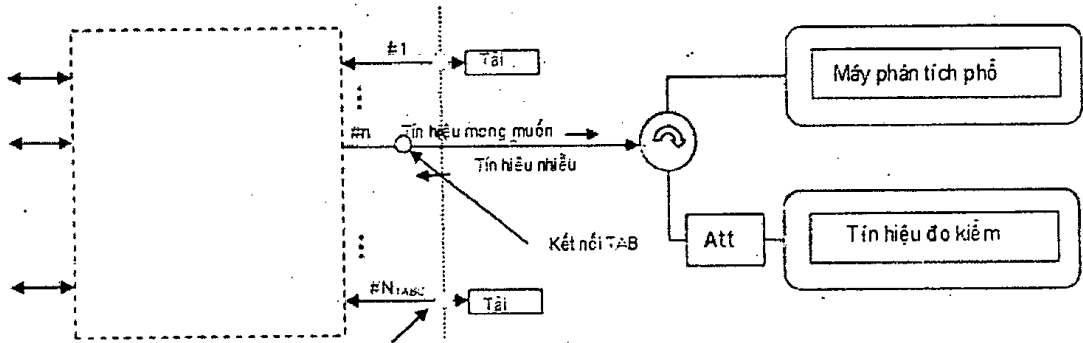 #1
Tải
Máy phân tích phổ
#n
Tín hiệu mong muốn
Tín hiệu nhiễu
Kết nối TAB
Att
Tín hiệu đo kiểm
#NTABC
Tải